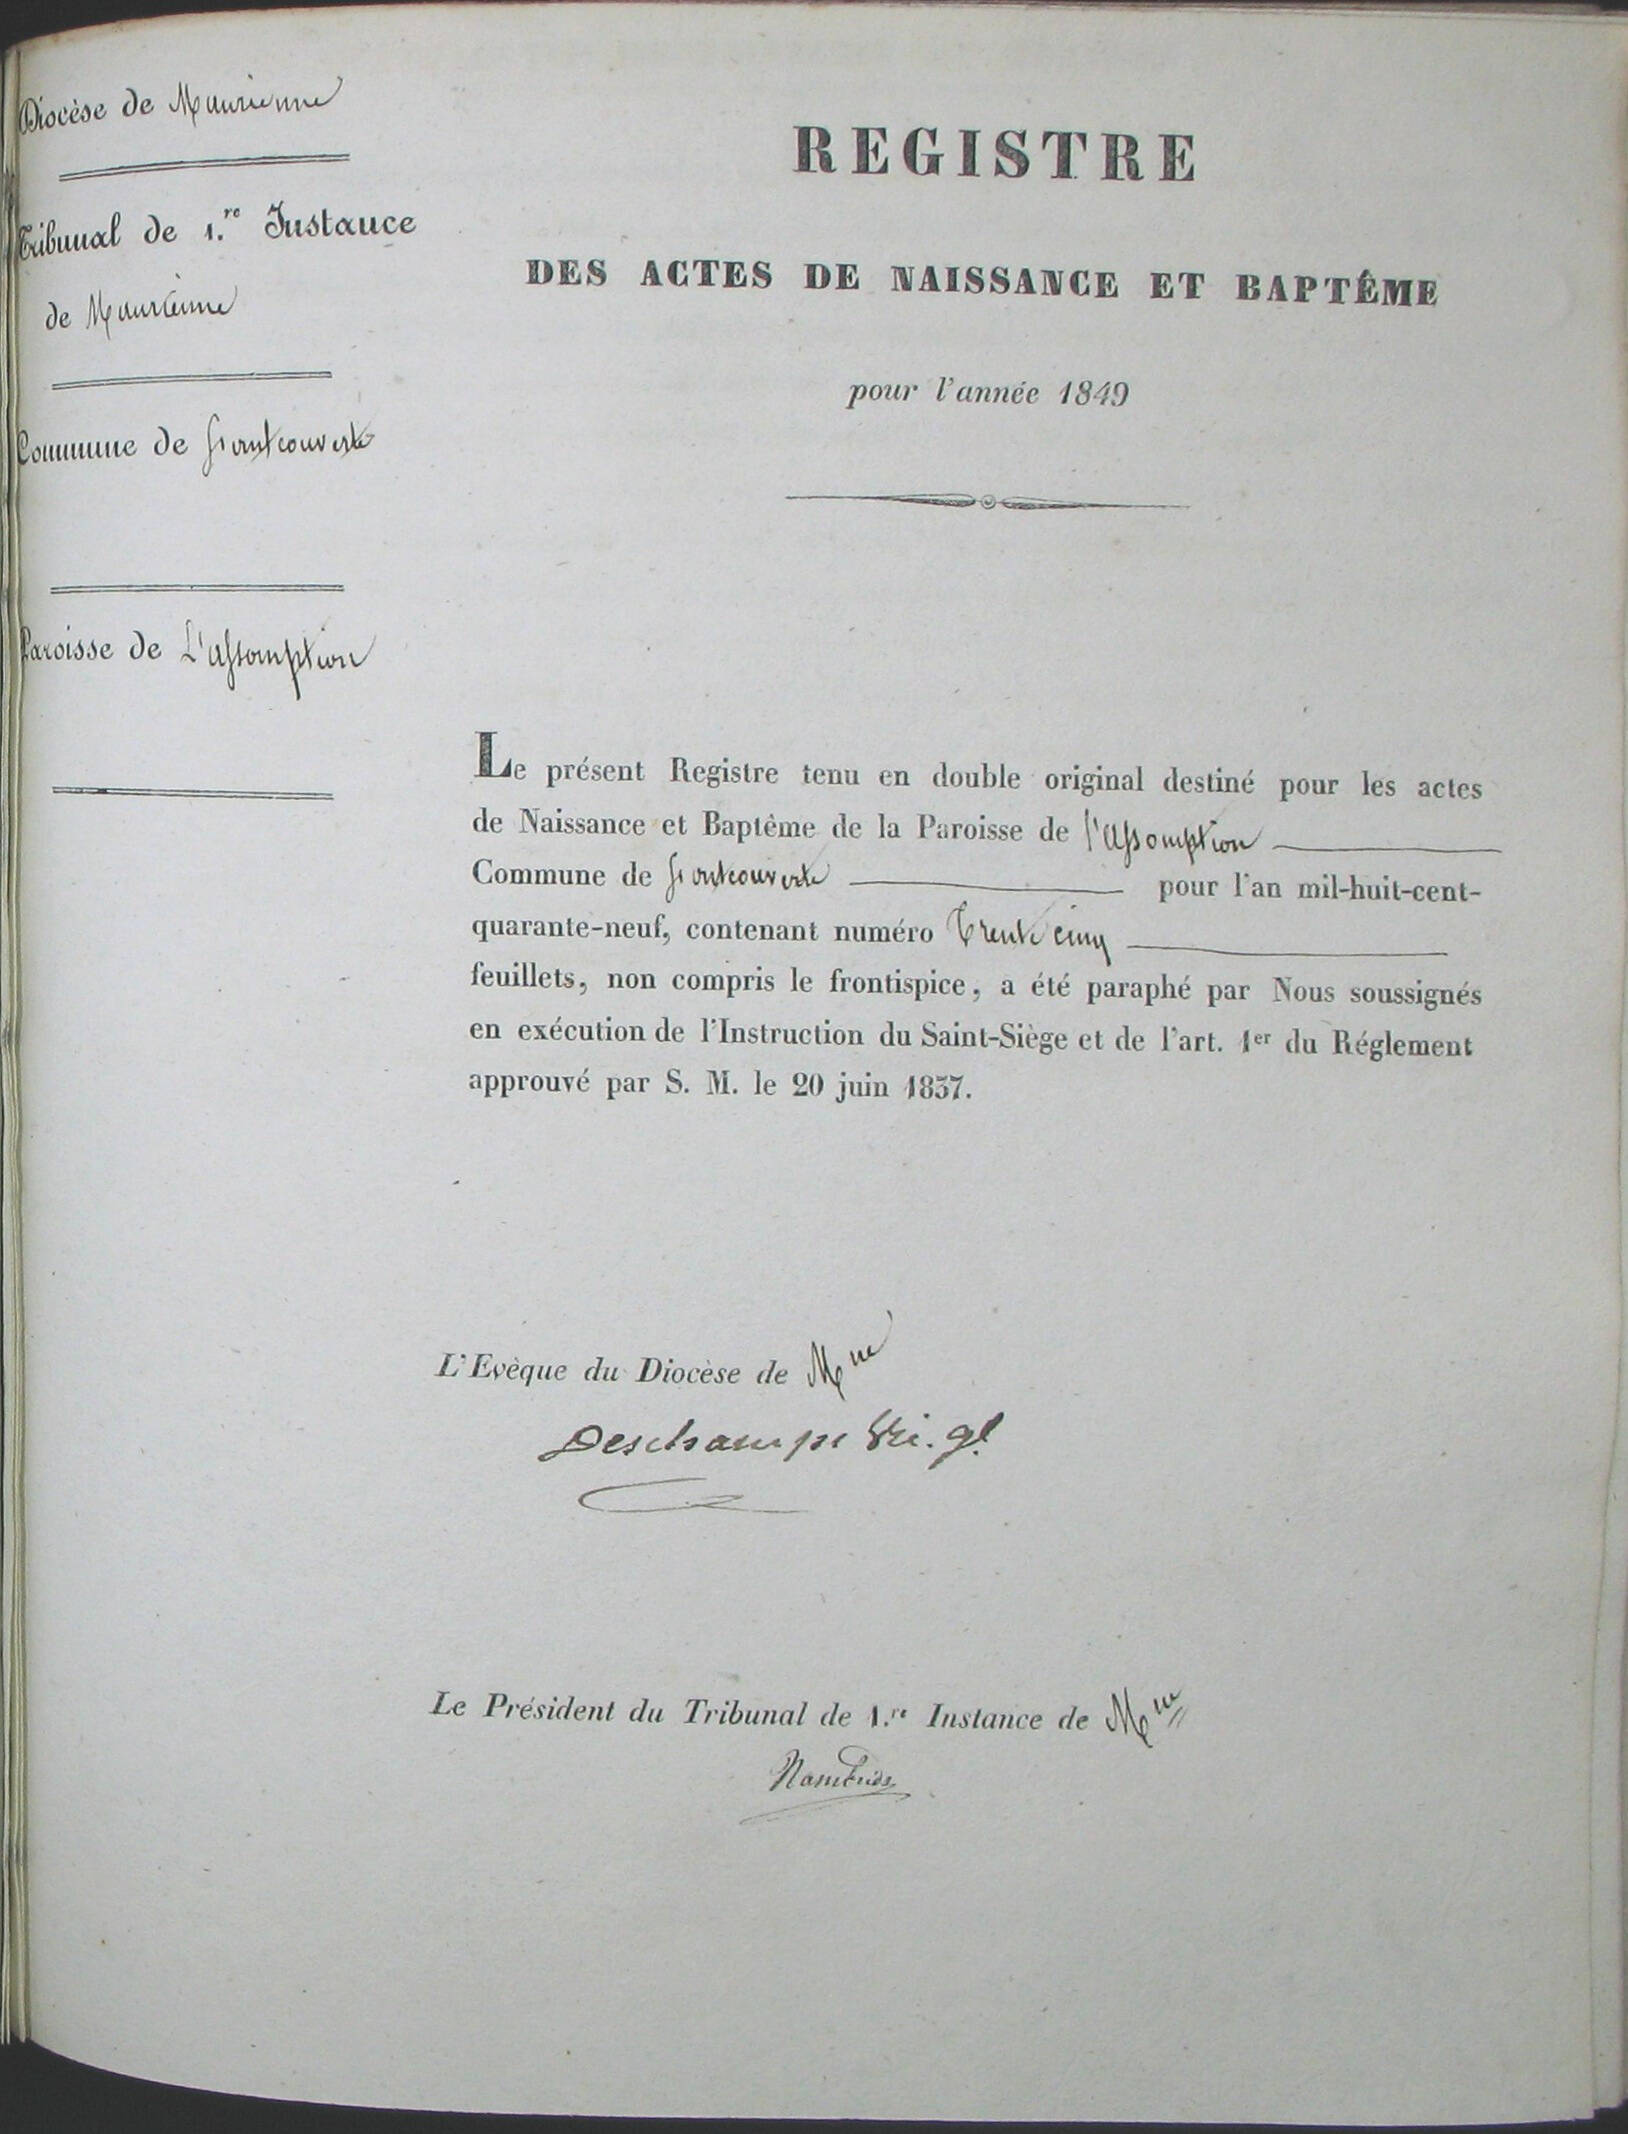 Diocèse de Maurienne
Tribunal de 1.re Instance
de Maurienne
Commune de Fontcouverte
Paroisse de L'assomption
REGISTRE
DES ACTES DE NAISSANCE ET BAPTÊME
pour l'année 1849
Le présent Registre tenu en double original destiné pour les actes
de Naissance et Baptême de la Paroisse de l'assomption
Commune de Fontcouverte pour l'an mil-huit-cent-
quarante-neuf, contenant numéro Trente cinq
feuillets, non compris le frontispice, a été paraphé par Nous soussignés
en exécution de l'Instruction du Saint-Siège et de l'art. 1er du Réglement
approuvé par S. M. le 20 juin 1837.
L'Evèque du Diocèse de Mne
Deschamps Vic. gl.
Le Président du Tribunal de 1.re Instance de Mne